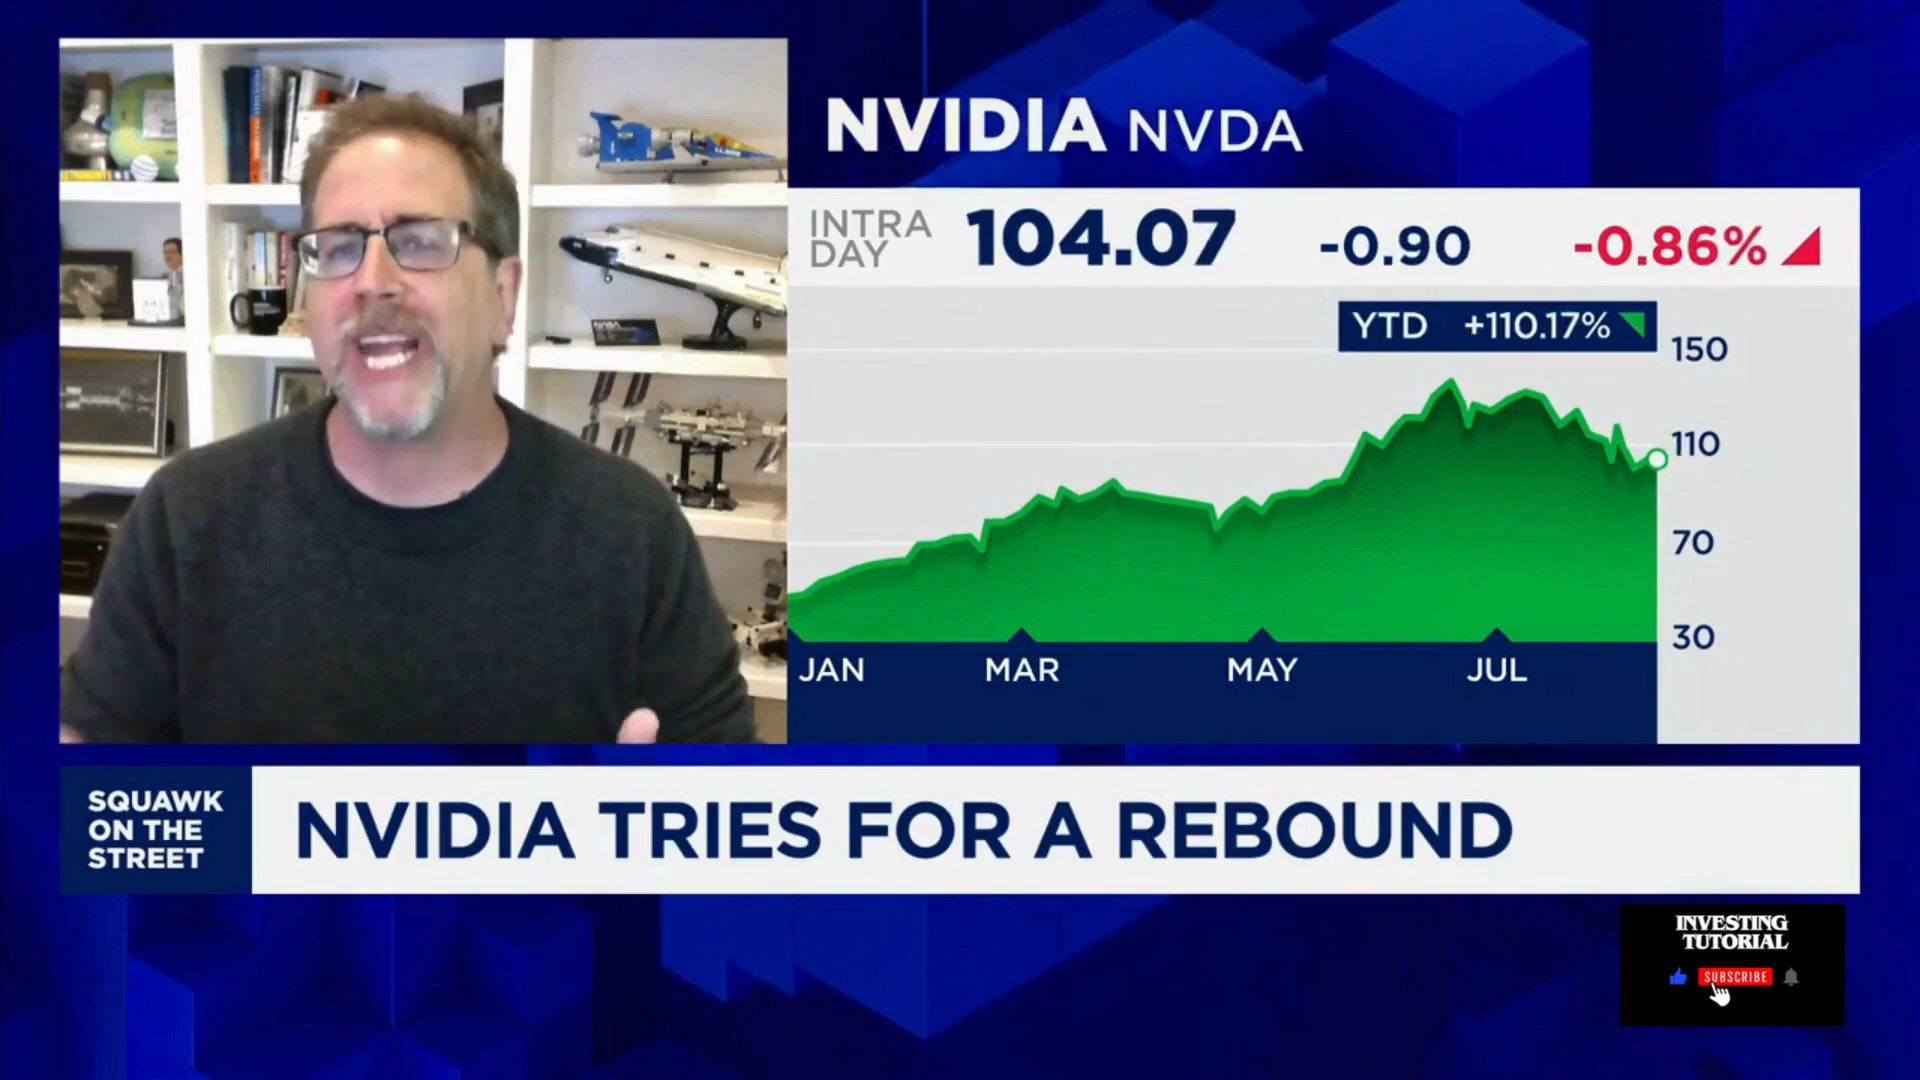 NVIDIA NVDA
INTRA
DAY
104.07
-0.90
-0.86%
YTD +110.17%
150
110
70
30
JAN
MAR
MAY
JUL
SQUAWK
ON THE
STREET
NVIDIA TRIES FOR A REBOUND
INVESTING
TUTORIAL
SUBSCRIBE